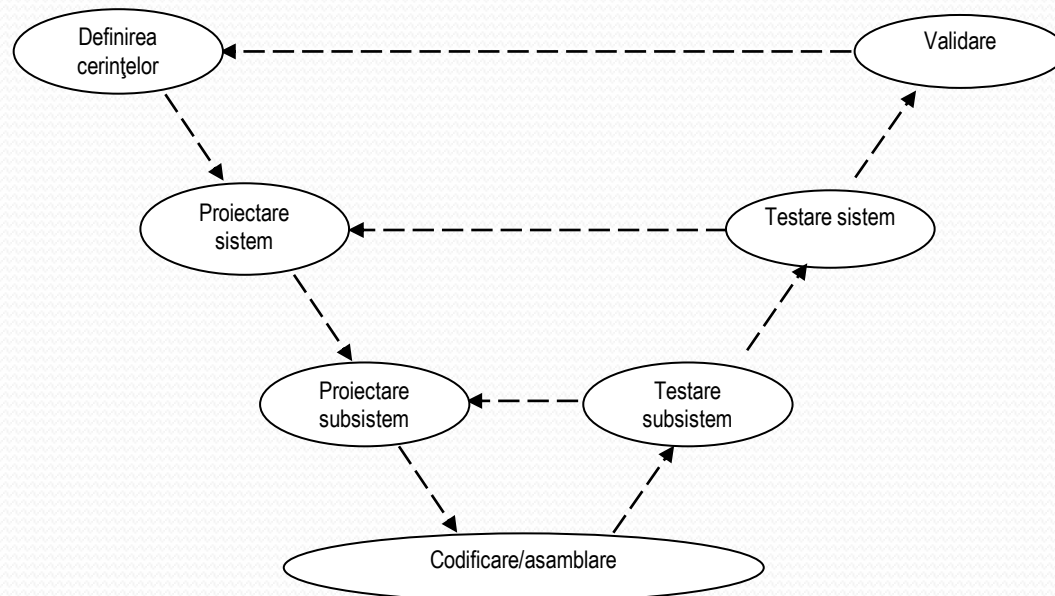 Definirea
cerinţelor
Validare
Proiectare
sistem
Testare sistem
Proiectare
subsistem
Testare
subsistem
Codificare/asamblare